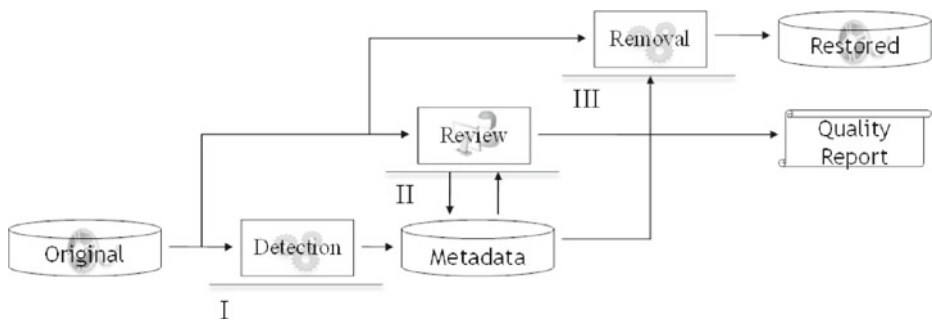 Removal
Restored
III
Review
Quality
Report
II
Original
Detection
Metadata
I